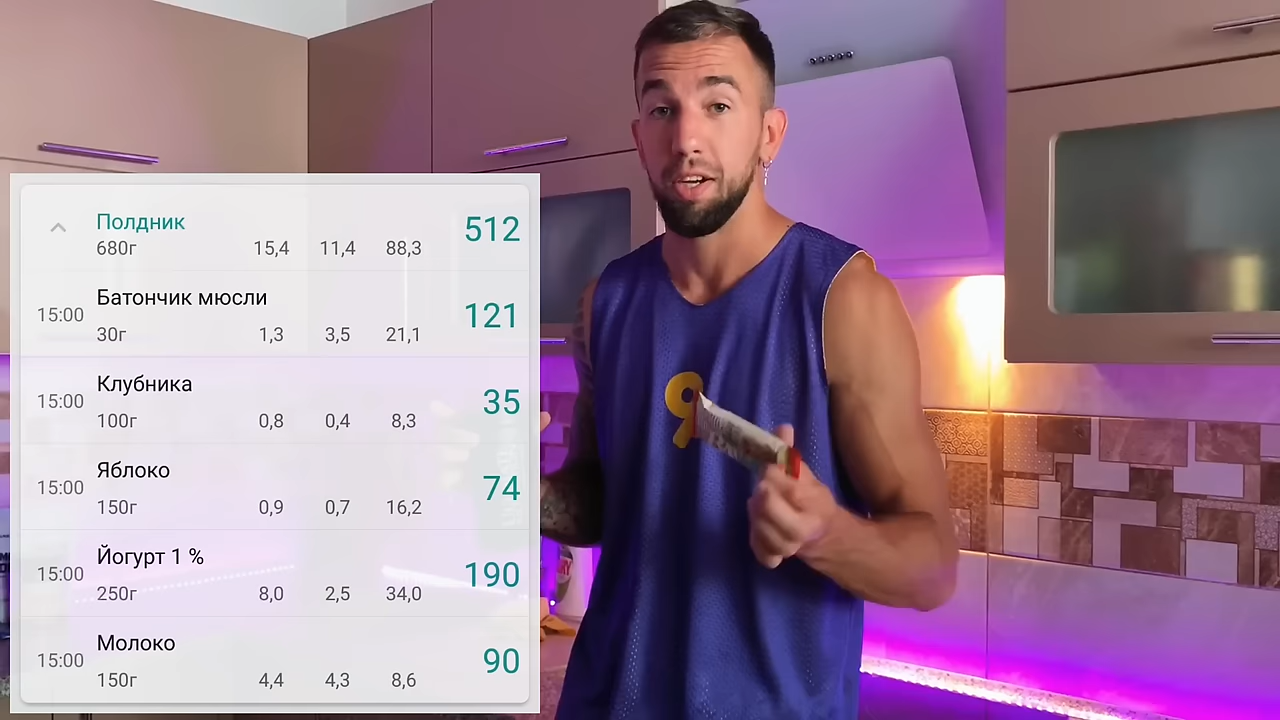 Полдник 512
680г 15,4 11,4 88,3
Батончик мюсли
15:00 121
30г 1,3 3,5 21,1
Клубника
15:00 35
100г 0,8 0,4 8,3
Яблоко
15:00 74
150г 0,9 0,7 16,2
Йогурт 1 %
15:00 190
250г 8,0 2,5 34,0
Молоко
15:00 90
150г 4,4 4,3 8,6
9